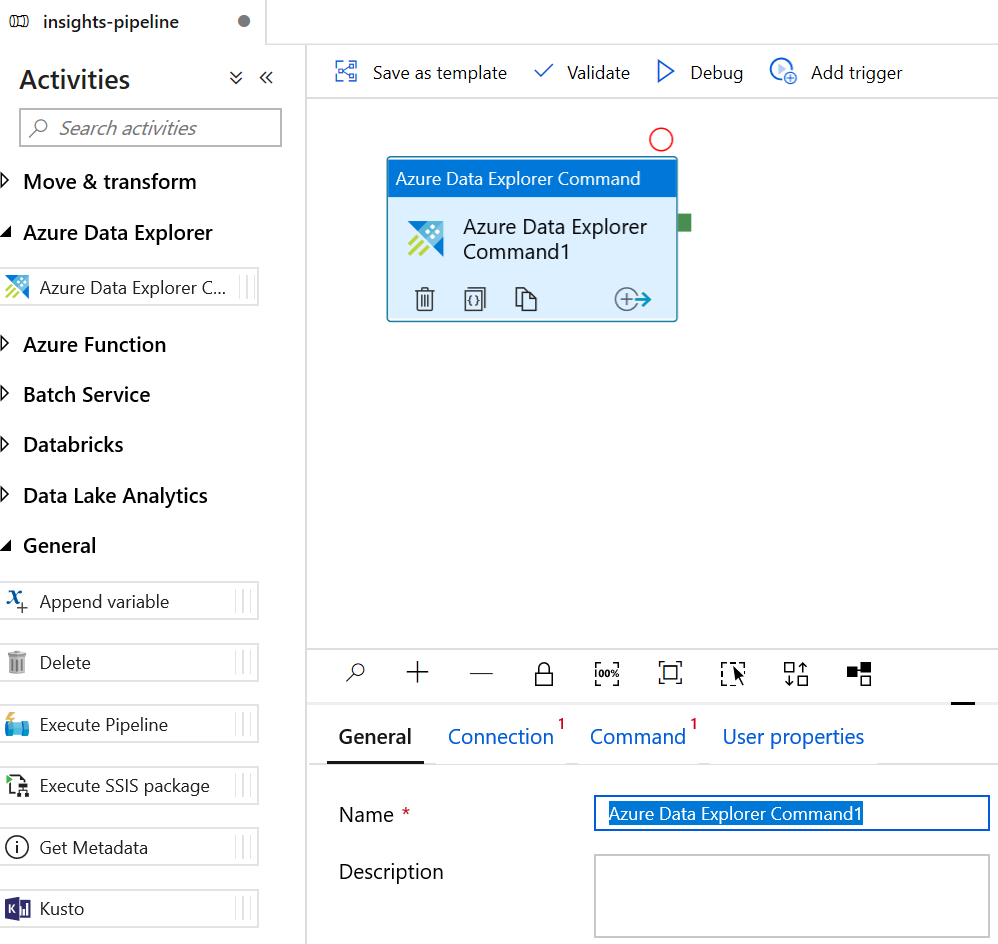 insights-pipeline
Activities
Search activities
Move & transform
Azure Data Explorer
Azure Data Explorer C...
Azure Function
Batch Service
Databricks
Data Lake Analytics
General
Append variable
Delete
Execute Pipeline
Execute SSIS package
Get Metadata
Kusto
Save as template
Validate
Debug
Add trigger
Azure Data Explorer Command
Azure Data Explorer
Command1
{}
100%
General
Connection 1
Command 1
User properties
Name *
Azure Data Explorer Command1
Description